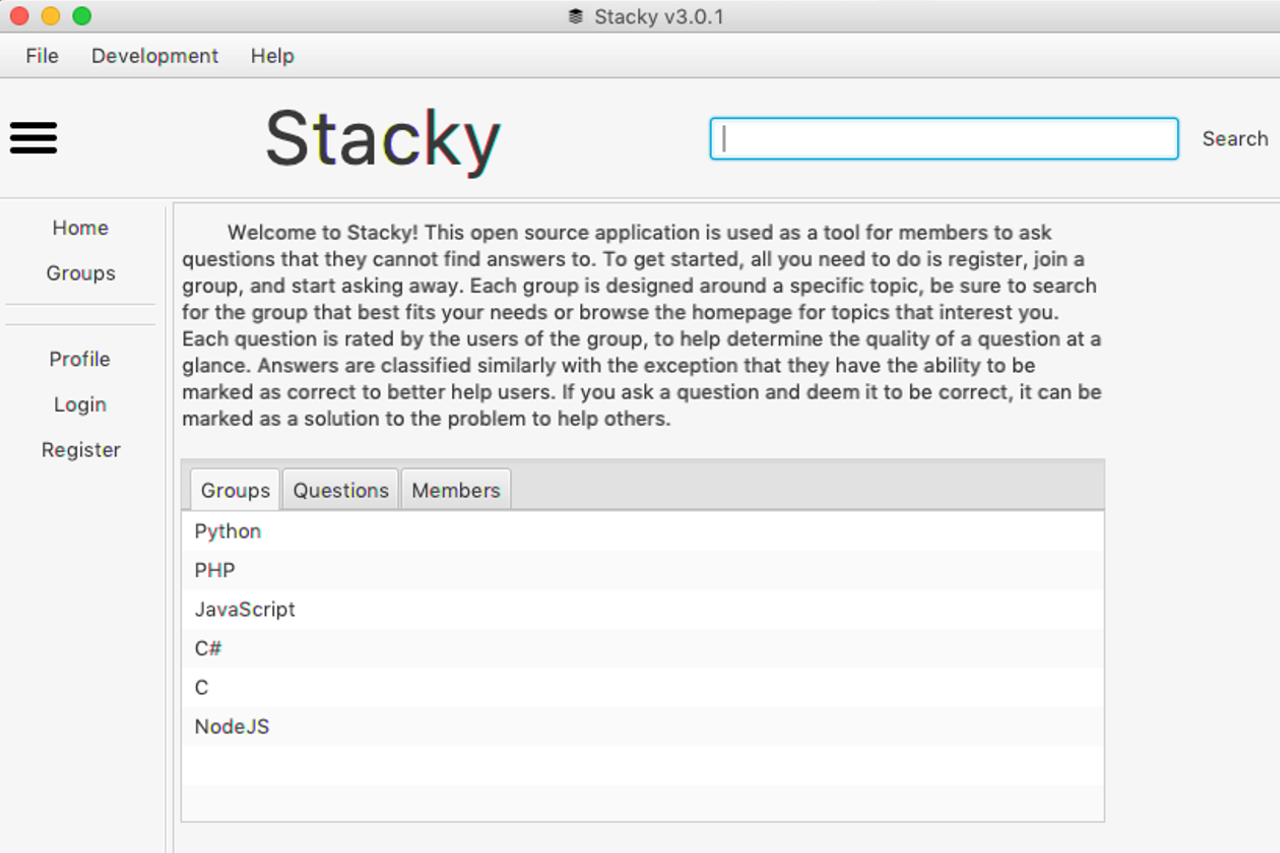 Stacky v3.0.1
File Development Help
Stacky
Search
Home
Groups
Profile
Login
Register
Welcome to Stacky! This open source application is used as a tool for members to ask
questions that they cannot find answers to. To get started, all you need to do is register, join a
group, and start asking away. Each group is designed around a specific topic, be sure to search
for the group that best fits your needs or browse the homepage for topics that interest you.
Each question is rated by the users of the group, to help determine the quality of a question at a
glance. Answers are classified similarly with the exception that they have the ability to be
marked as correct to better help users. If you ask a question and deem it to be correct, it can be
marked as a solution to the problem to help others.
Groups Questions Members
Python
PHP
JavaScript
C#
C
NodeJS